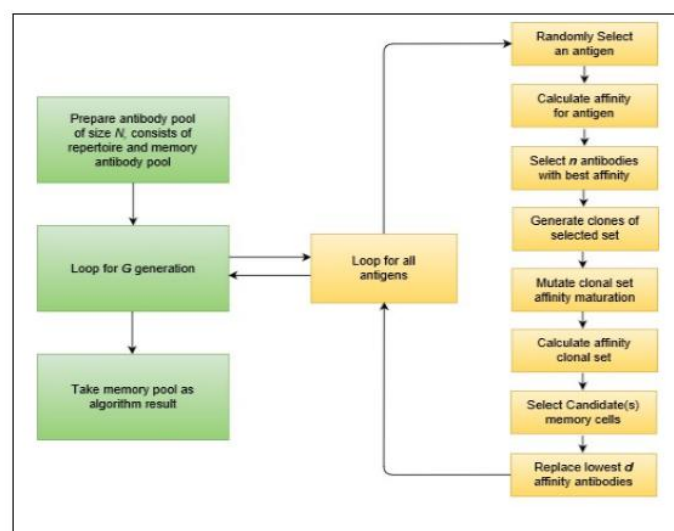 Prepare antibody pool
of size N, consists of
repertoire and memory
antibody pool
Loop for G generation
Take memory pool as
algorithm result
Loop for all
antigens
Randomly Select
an antigen
Calculate affinity
for antigen
Select n antibodies
with best affinity
Generate clones of
selected set
Mutate clonal set
affinity maturation
Calculate affinity
clonal set
Select Candidate(s)
memory cells
Replace lowest d
affinity antibodies